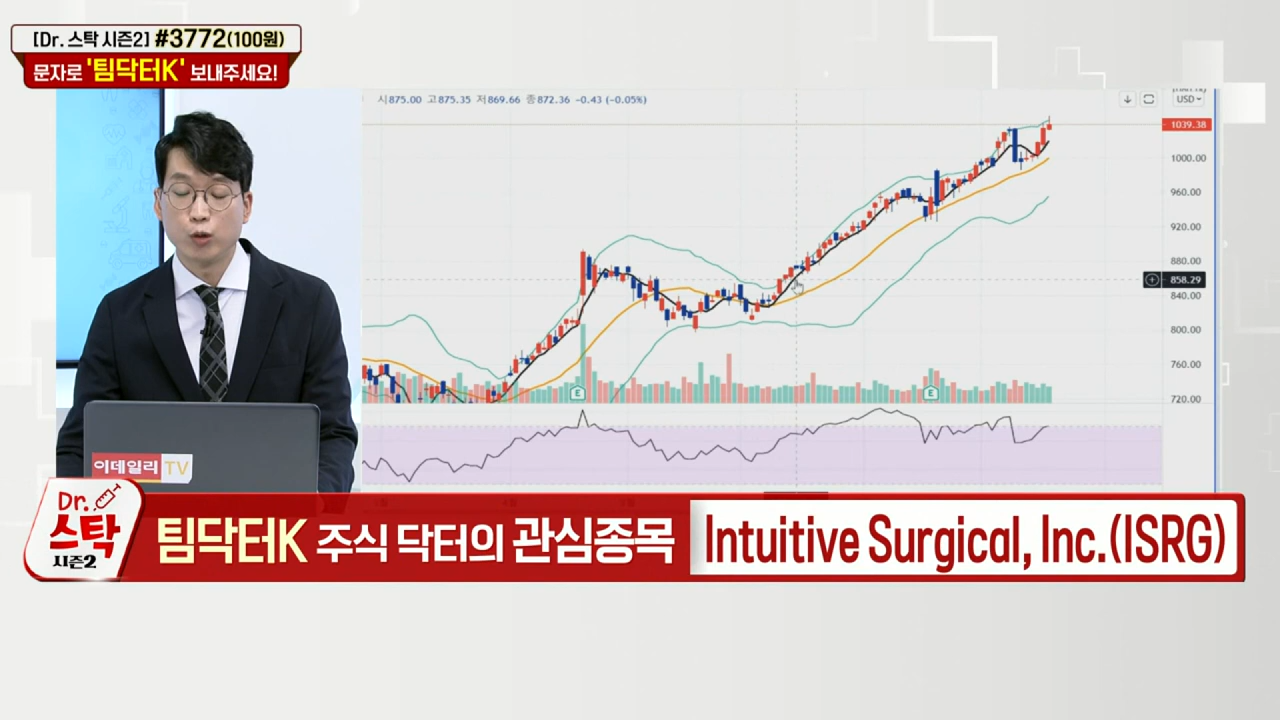 [Dr. 스탁 시즌2] #3772(100원)
문자로 '팀닥터K' 보내주세요!
시875.00 고875.35 저869.66 종872.36 -0.43 (-0.05%)
USD
1039.38
1000.00
960.00
920.00
880.00
858.29
840.00
800.00
760.00
720.00
E
E
이데일리 TV
Dr.
스탁
시즌2
팀닥터K 주식 닥터의 관심종목
Intuitive Surgical, Inc.(ISRG)